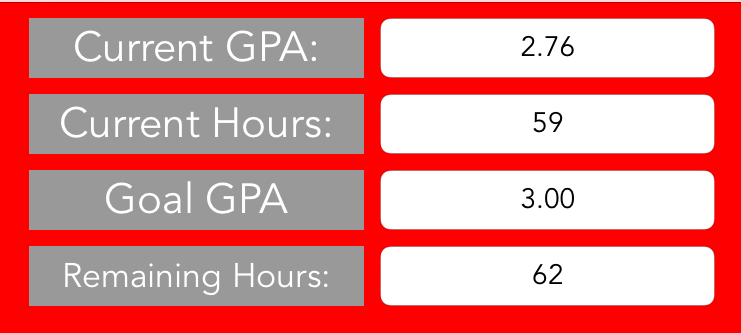 Current GPA: 2.76
Current Hours: 59
Goal GPA 3.00
Remaining Hours: 62